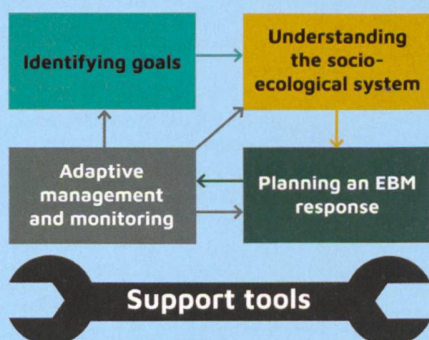 Identifying goals
Understanding
the socio-
ecological system
Adaptive
management
and monitoring
Planning an EBM
response
Support tools